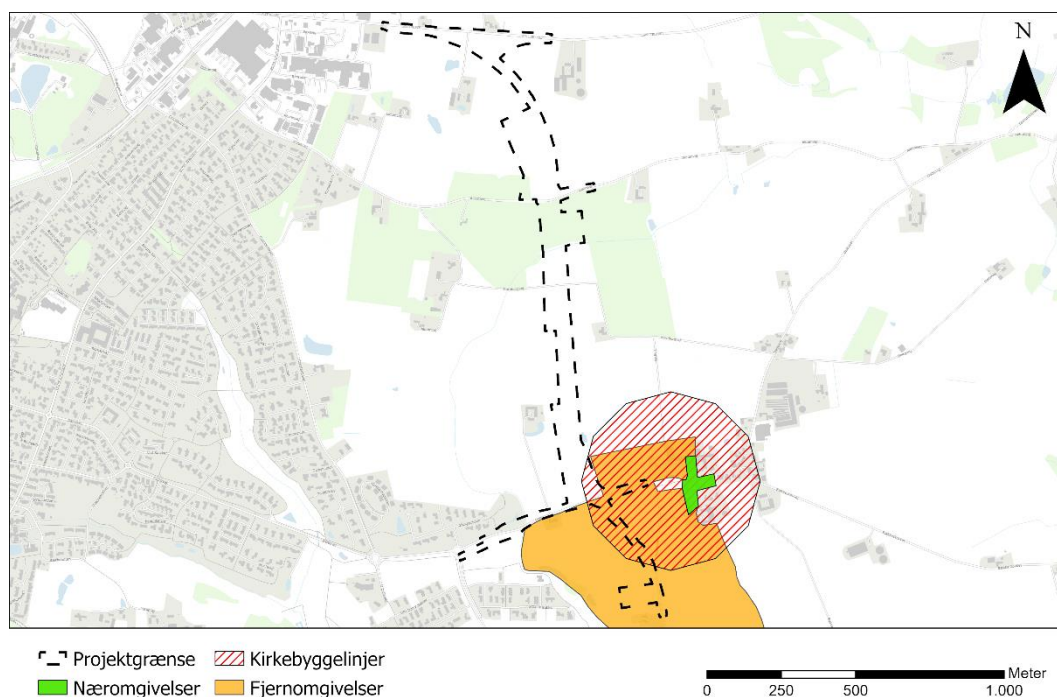 N
Projektgrænse
Kirkebyggelinjer
Næromgivelser
Fjernomgivelser
Meter
0 250 500 1.000